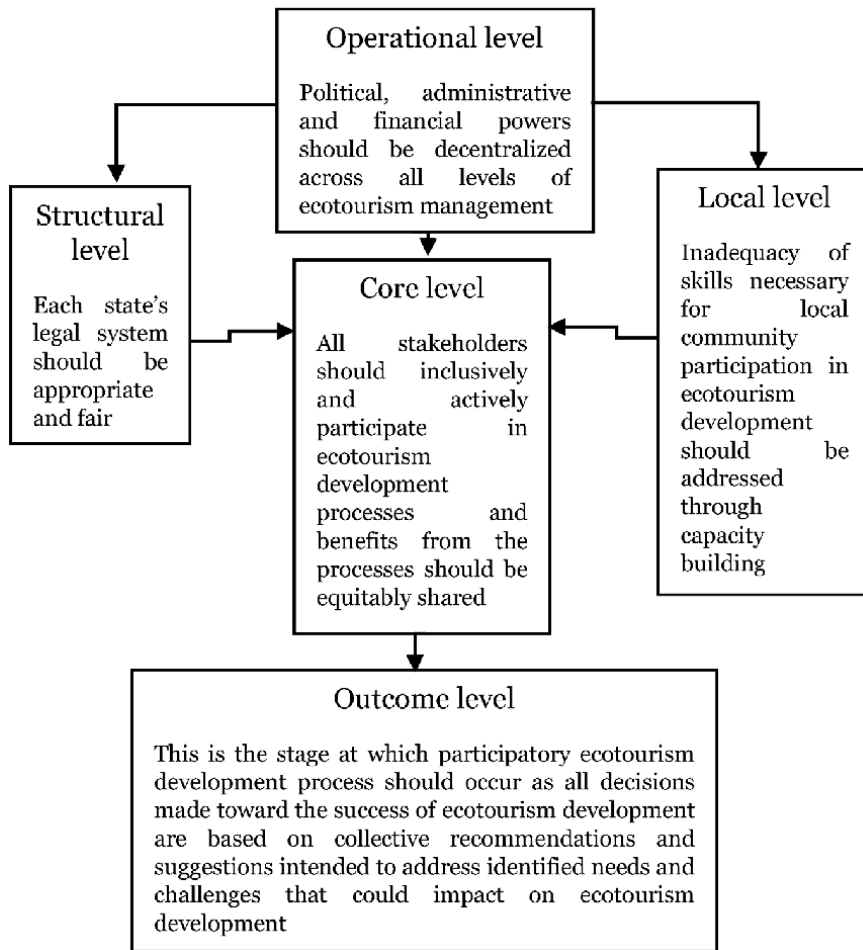 Operational level
Political, administrative
and financial powers
should be decentralized
across all levels of
ecotourism management
Structural
level
Each state's
legal system
should be
appropriate
and fair
Core level
All stakeholders
should inclusively
and actively
participate in
ecotourism
development
processes and
benefits from the
processes should be
equitably shared
Local level
Inadequacy of
skills necessary
for local
community
participation in
ecotourism
development
should be
addressed
through
capacity
building
Outcome level
This is the stage at which participatory ecotourism
development process should occur as all decisions
made toward the success of ecotourism development
are based on collective recommendations and
suggestions intended to address identified needs and
challenges that could impact on ecotourism
development